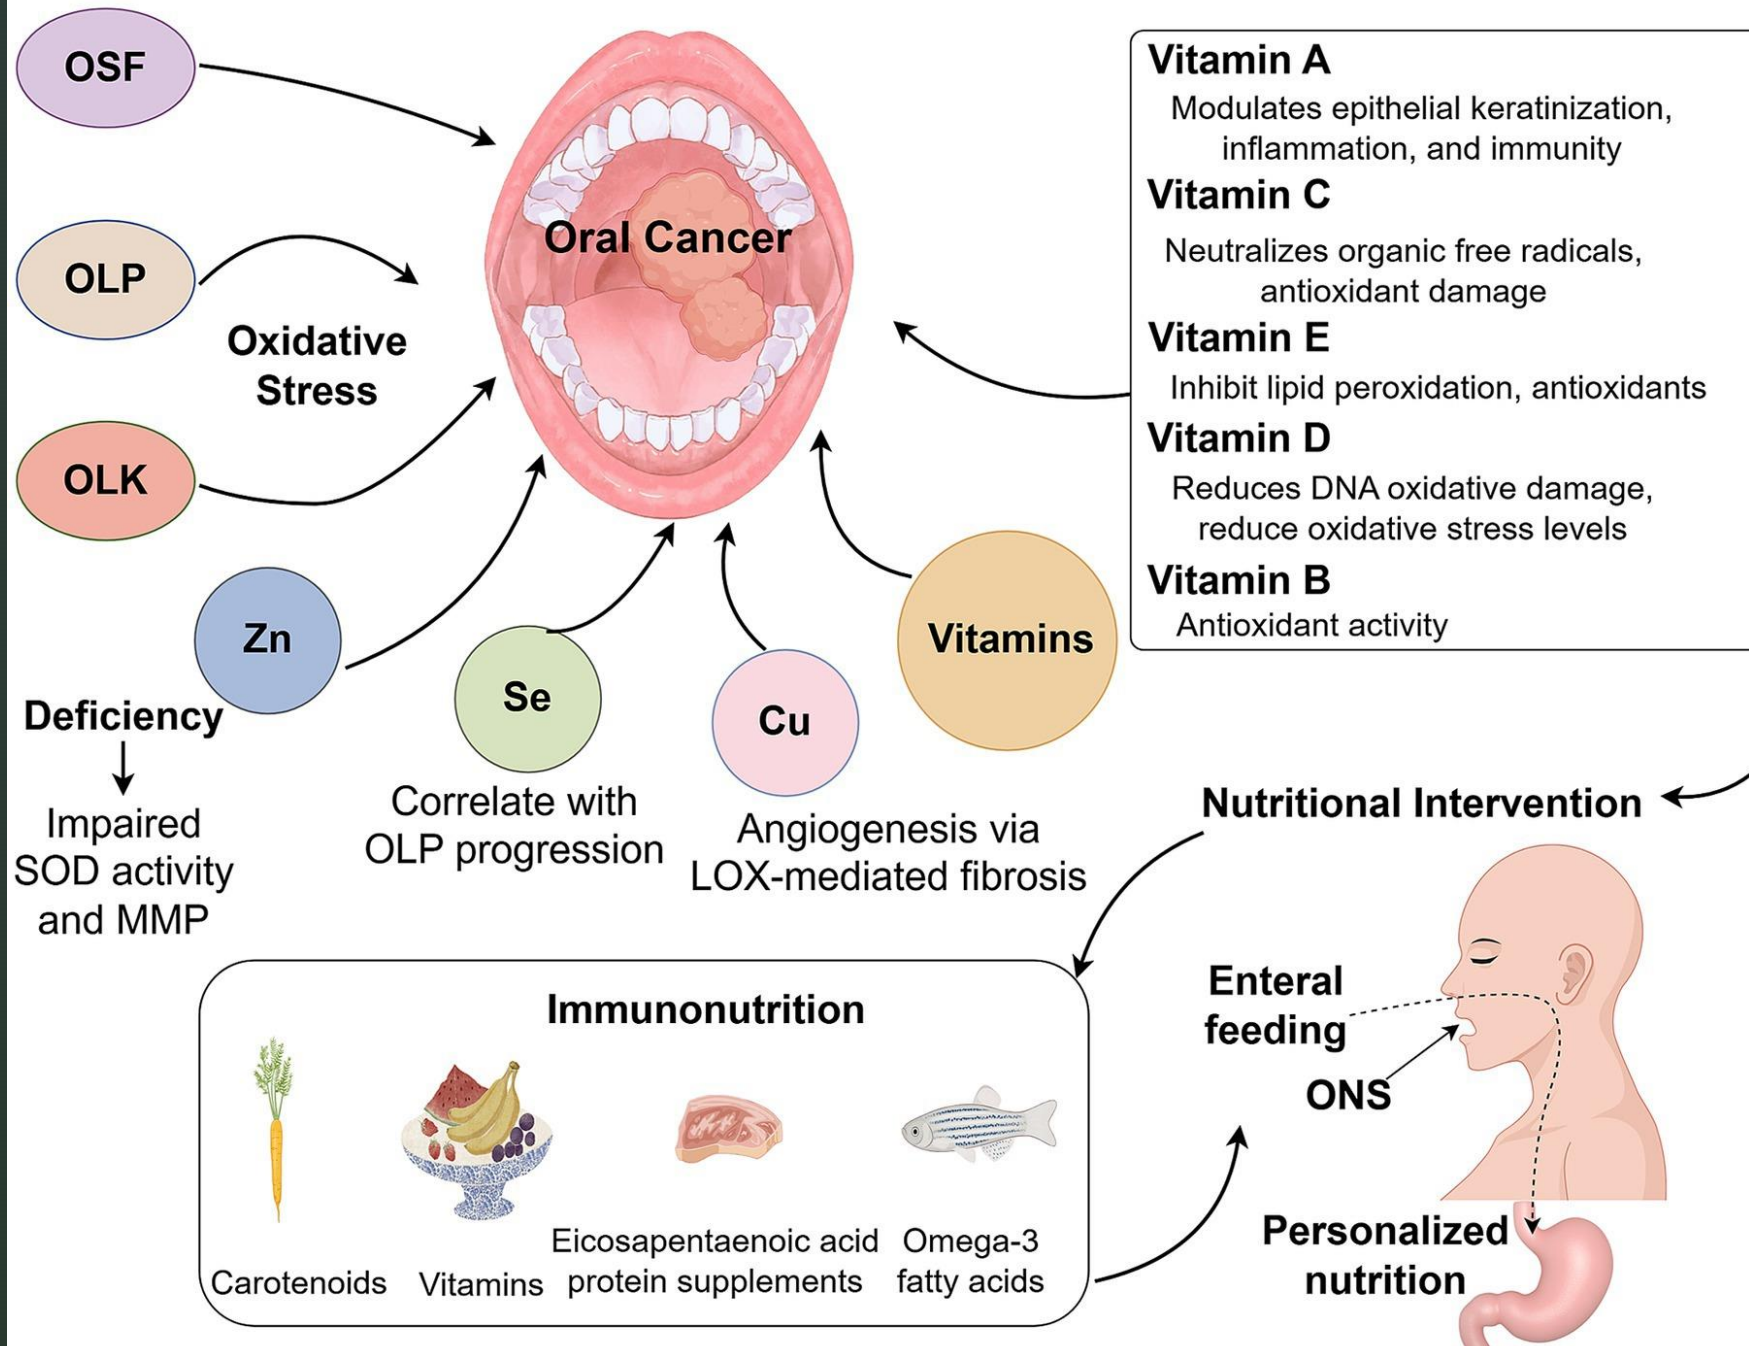 OSF
OLP
Oxidative
Stress
OLK
Oral Cancer
Vitamin A
Modulates epithelial keratinization,
inflammation, and immunity
Vitamin C
Neutralizes organic free radicals,
antioxidant damage
Vitamin E
Inhibit lipid peroxidation, antioxidants
Vitamin D
Reduces DNA oxidative damage,
reduce oxidative stress levels
Vitamin B
Antioxidant activity
Zn
Deficiency
Impaired
SOD activity
and MMP
Se
Correlate with
OLP progression
Cu
Angiogenesis via
LOX-mediated fibrosis
Vitamins
Nutritional Intervention
Immunonutrition
Carotenoids
Vitamins
Eicosapentaenoic acid
protein supplements
Omega-3
fatty acids
Enteral
feeding
ONS
Personalized
nutrition